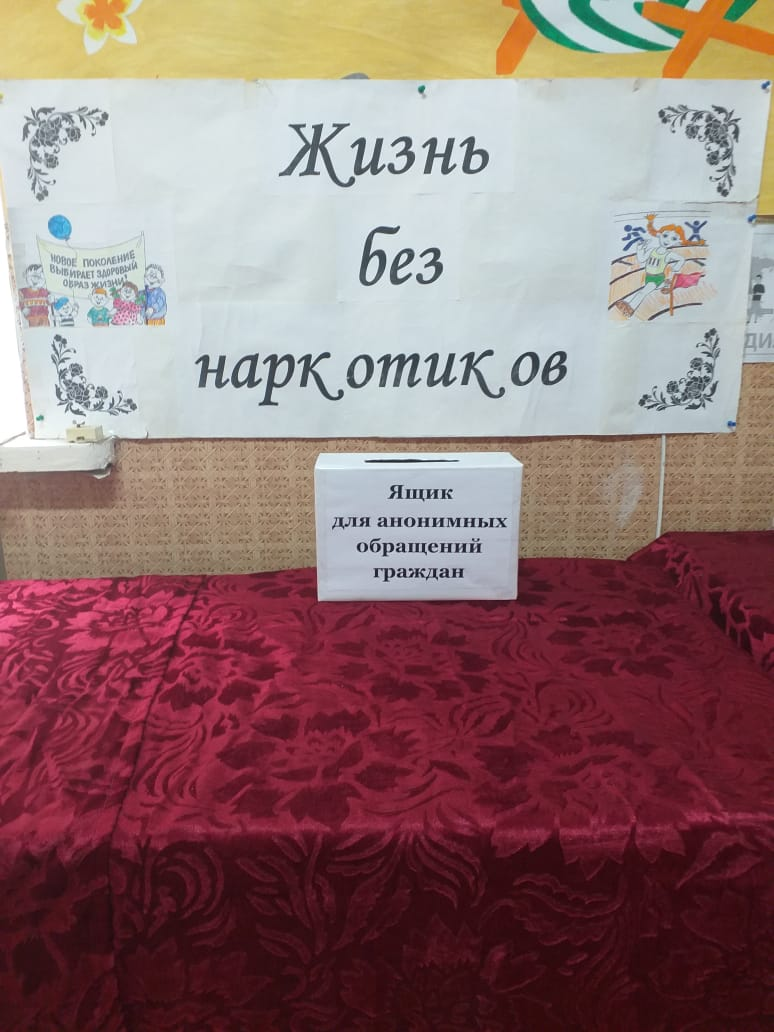 Жизнь
без
наркотиков
НОВОЕ ПОКОЛЕНИЕ
ВЫБИРАЕТ ЗДОРОВЫЙ
ОБРАЗ ЖИЗНИ!
Ящик
для анонимных
обращений
граждан